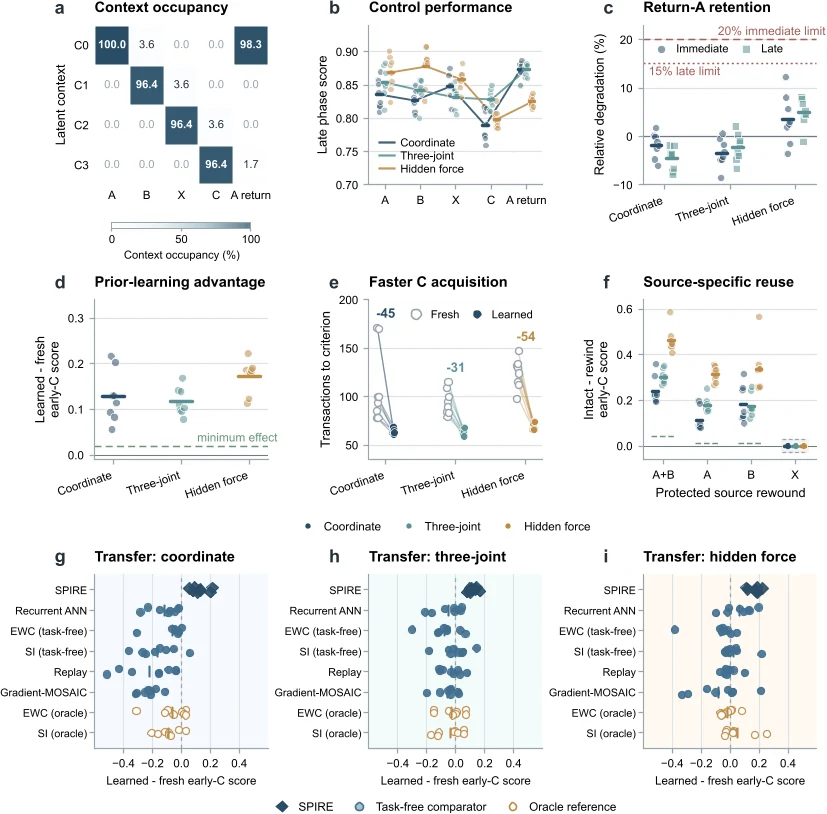 a Context occupancy
C0 100.0 3.6 0.0 0.0 98.3
C1 0.0 96.4 3.6 0.0 0.0
C2 0.0 0.0 96.4 3.6 0.0
C3 0.0 0.0 0.0 96.4 1.7
Latent context
A B X C A return
0 50 100
Context occupancy (%)
b Control performance
Late phase score
0.90
0.85
0.80
0.75
0.70
Coordinate
Three-joint
Hidden force
A B X C A return
c Return-A retention
Relative degradation (%)
20% immediate limit
20
Immediate Late
15% late limit
10
0
−10
Coordinate Three-joint Hidden force
d Prior-learning advantage
Learned - fresh
early-C score
0.3
0.2
0.1
minimum effect
0.0
Coordinate Three-joint Hidden force
e Faster C acquisition
Transactions to criterion
200
-45 Fresh Learned
-54
150
-31
100
50
Coordinate Three-joint Hidden force
f Source-specific reuse
Intact - rewind
early-C score
0.6
0.4
0.2
0.0
A+B A B X
Protected source rewound
Coordinate Three-joint Hidden force
g Transfer: coordinate
SPIRE
Recurrent ANN
EWC (task-free)
SI (task-free)
Replay
Gradient-MOSAIC
EWC (oracle)
SI (oracle)
−0.4 −0.2 0.0 0.2 0.4
Learned - fresh early-C score
h Transfer: three-joint
SPIRE
Recurrent ANN
EWC (task-free)
SI (task-free)
Replay
Gradient-MOSAIC
EWC (oracle)
SI (oracle)
−0.4 −0.2 0.0 0.2 0.4
Learned - fresh early-C score
i Transfer: hidden force
SPIRE
Recurrent ANN
EWC (task-free)
SI (task-free)
Replay
Gradient-MOSAIC
EWC (oracle)
SI (oracle)
−0.4 −0.2 0.0 0.2 0.4
Learned - fresh early-C score
SPIRE Task-free comparator Oracle reference